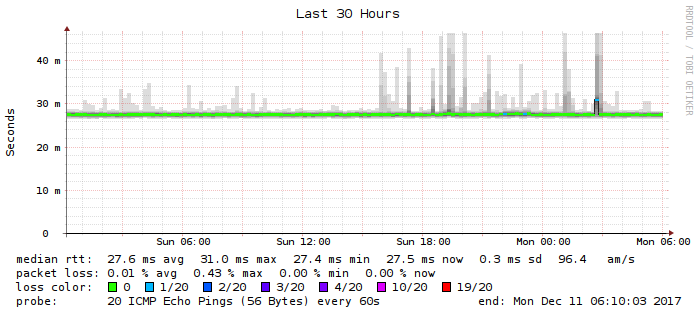 Last 30 Hours
RRDTOOL / TOBI OETIKER
Seconds
40 m
30 m
20 m
10 m
0
Sun 06:00 Sun 12:00 Sun 18:00 Mon 00:00 Mon 06:00
median rtt: 27.6 ms avg 31.0 ms max 27.4 ms min 27.5 ms now 0.3 ms sd 96.4 am/s
packet loss: 0.01 % avg 0.43 % max 0.00 % min 0.00 % now
loss color: 0 1/20 2/20 3/20 4/20 10/20 19/20
probe: 20 ICMP Echo Pings (56 Bytes) every 60s end: Mon Dec 11 06:10:03 2017